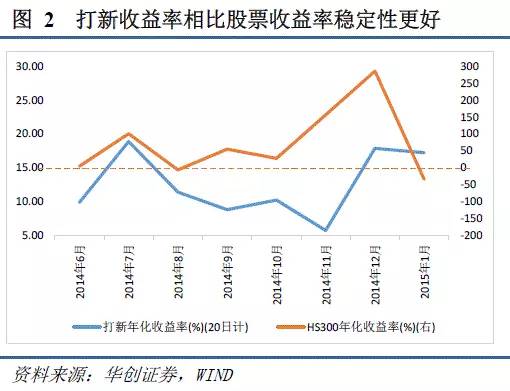 图 2 打新收益率相比股票收益率稳定性更好
30.00
25.00
20.00
15.00
10.00
5.00
300
250
200
150
100
50
0
-50
-100
-150
-200
2014年6月
2014年7月
2014年8月
2014年9月
2014年10月
2014年11月
2014年12月
2015年1月
打新年化收益率(%)(20日计)
HS300年化收益率(%)(右)
资料来源：华创证券，WIND